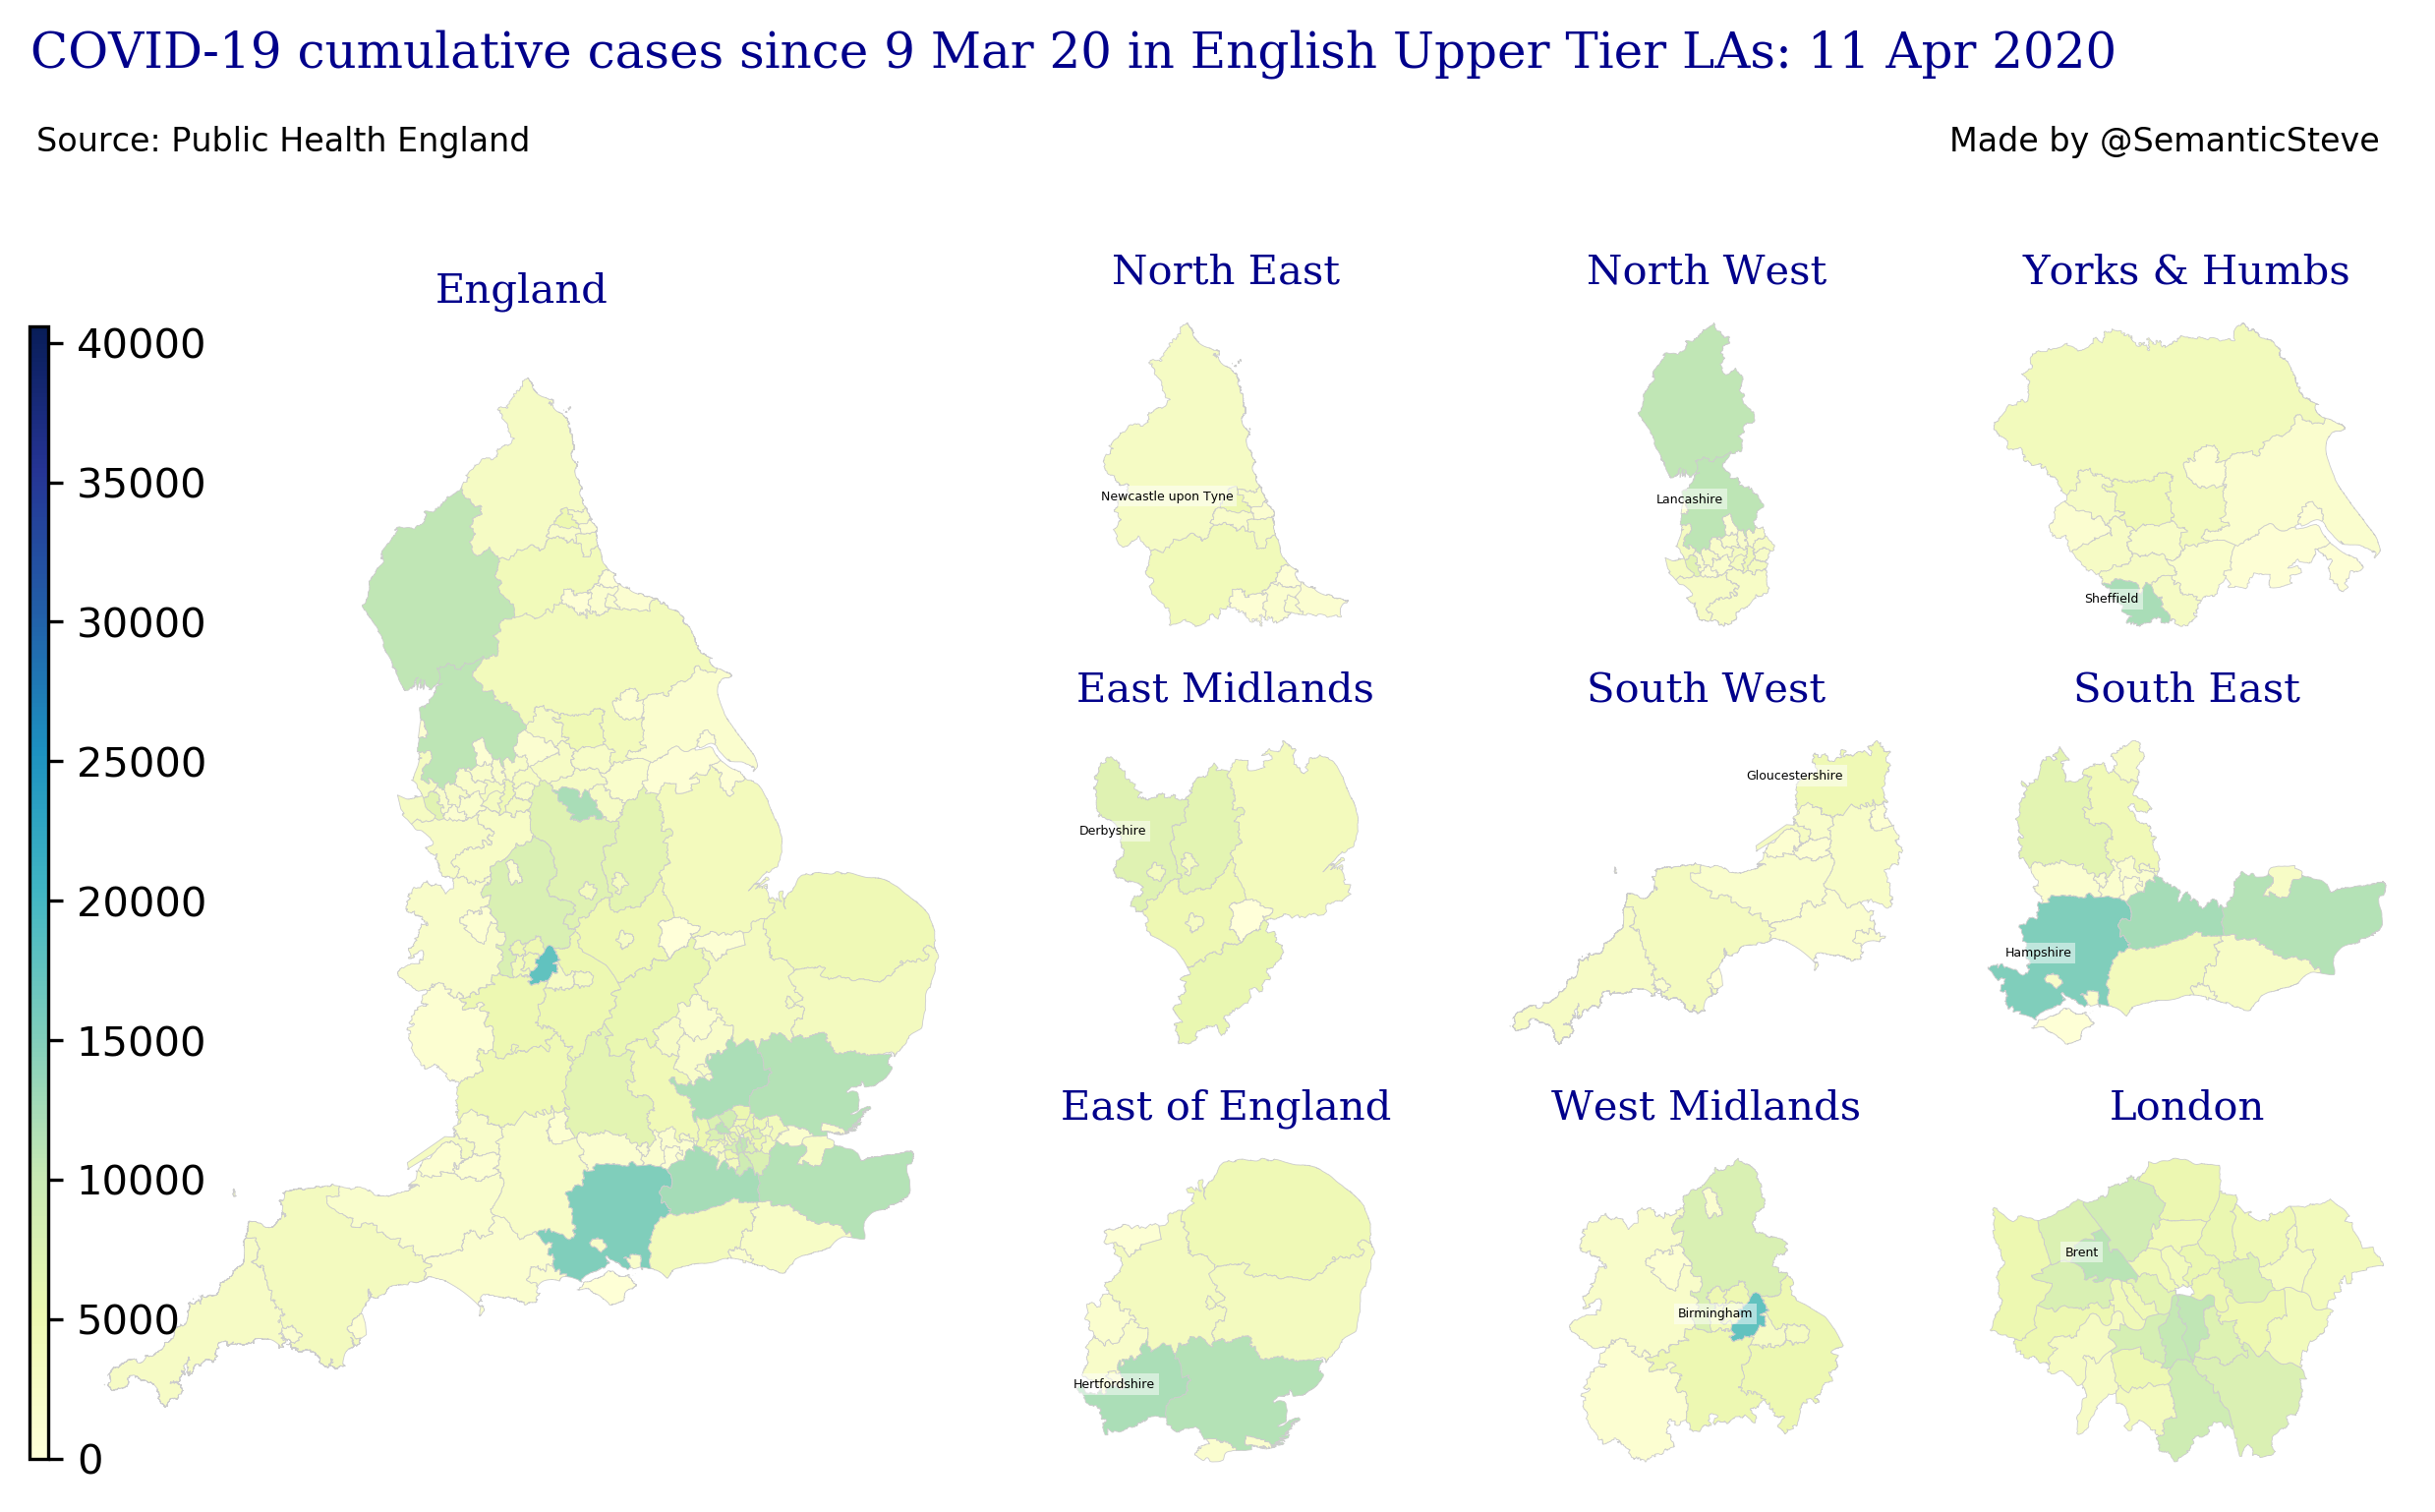 COVID-19 cumulative cases since 9 Mar 20 in English Upper Tier LAs: 11 Apr 2020
Source: Public Health England
Made by @SemanticSteve
England
40000
35000
30000
25000
20000
15000
10000
5000
0
North East
Newcastle upon Tyne
North West
Lancashire
Yorks & Humbs
Sheffield
East Midlands
Derbyshire
South West
Gloucestershire
South East
Hampshire
East of England
Hertfordshire
West Midlands
Birmingham
London
Brent